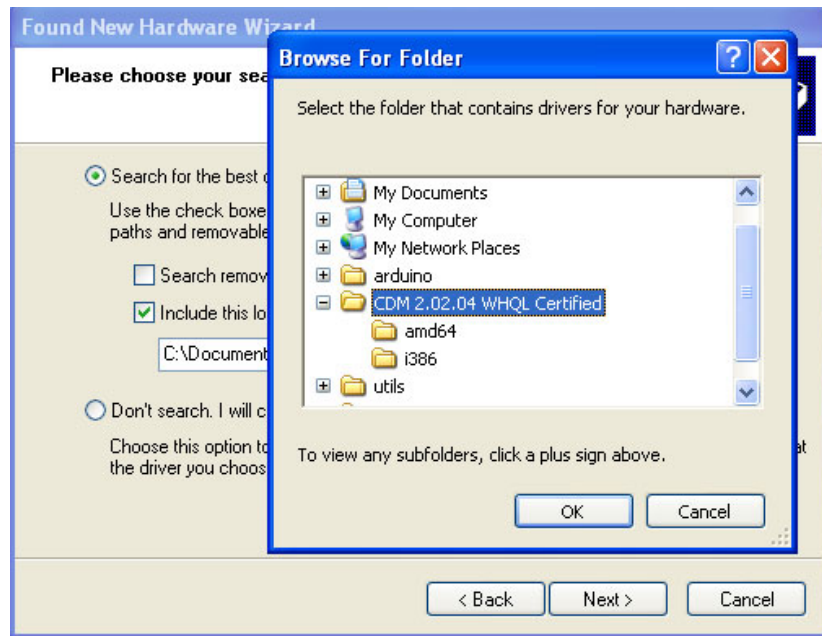 Found New Hardware Wizard
Browse For Folder
Please choose your sea
Select the folder that contains drivers for your hardware.
Search for the best
Use the check boxe
paths and removable
Search remov
Include this lo
C:\Document
Don't search. I will c
Choose this option to
the driver you choos
My Documents
My Computer
My Network Places
arduino
CDM 2.02.04 WHQL Certified
amd64
i386
utils
To view any subfolders, click a plus sign above.
at
OK
Cancel
< Back
Next >
Cancel